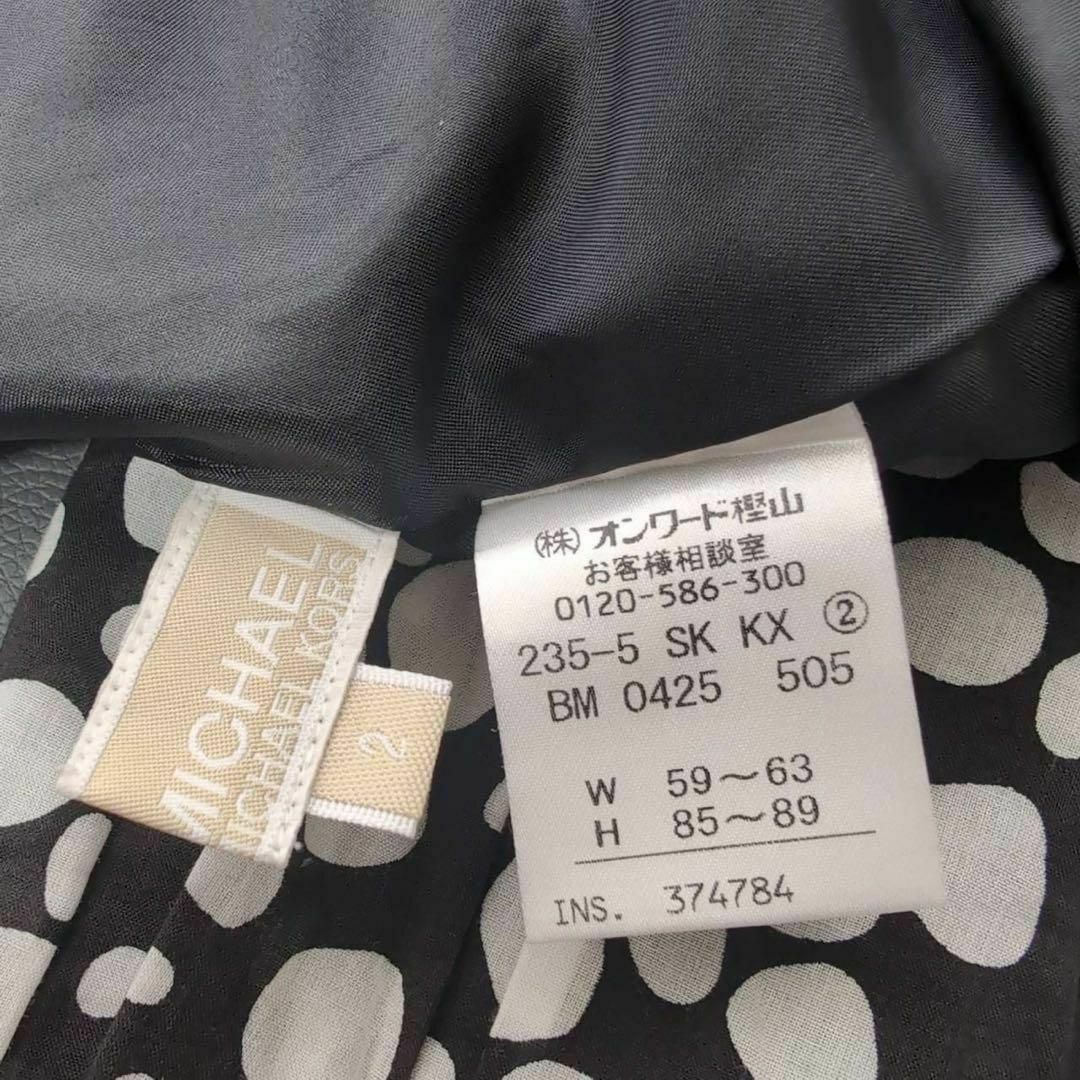 MICHAEL
MICHAEL KORS
2
(株)オンワード樫山
お客様相談室
0120-586-300
235-5 SK KX ②
BM 0425 505
W 59〜63
H 85〜89
INS. 374784